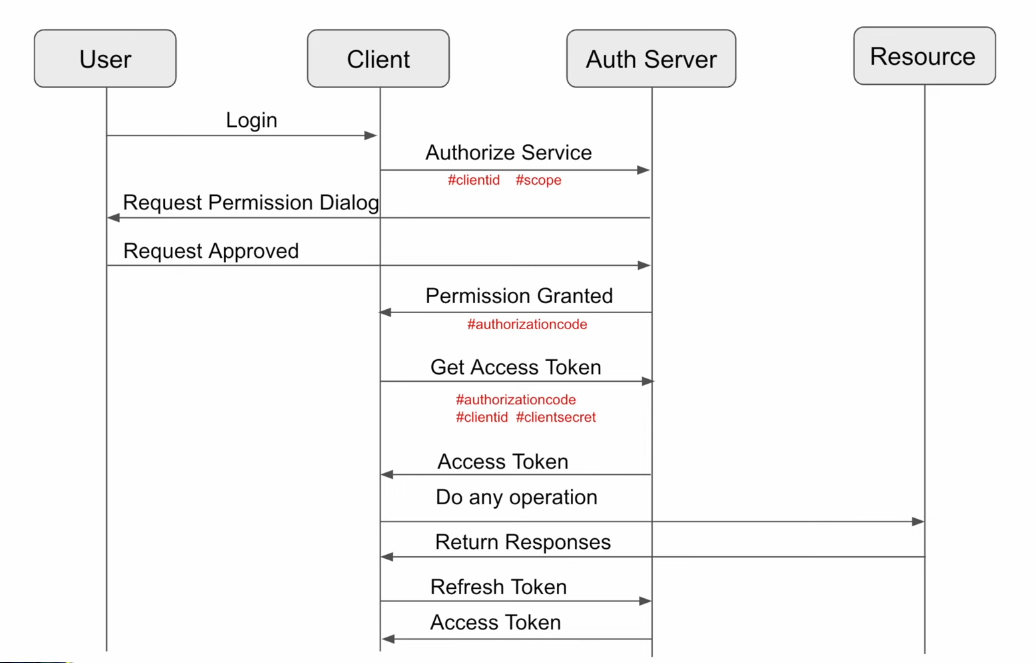 User
Client
Auth Server
Resource
Login
Authorize Service
#clientid #scope
Request Permission Dialog
Request Approved
Permission Granted
#authorizationcode
Get Access Token
#authorizationcode
#clientid #clientsecret
Access Token
Do any operation
Return Responses
Refresh Token
Access Token